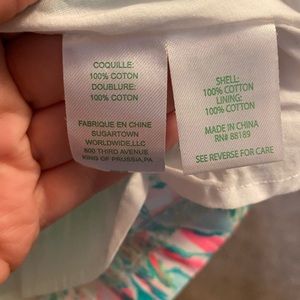 COQUILLE:
100% COTON
DOUBLURE:
100% COTON
FABRIQUE EN CHINE
SUGARTOWN
WORLDWIDE,LLC
800 THIRD AVENUE
KING OF PRUSSIA,PA
SHELL:
100% COTTON
LINING:
100% COTTON
MADE IN CHINA
RN# 88189
SEE REVERSE FOR CARE